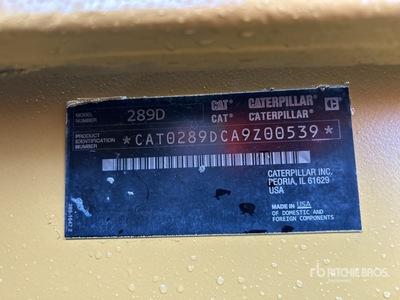 MODEL NUMBER 289D CAT® CATERPILLAR®
CAT® CATERPILLAR®
PRODUCT IDENTIFICATION NUMBER *CAT0289DCA9Z00539*
CATERPILLAR INC.
PEORIA, IL 61629
USA
MADE IN USA
OF DOMESTIC AND
FOREIGN COMPONENTS
rb RITCHIE BROS.